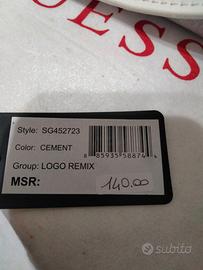 UESS
Style: SG452723
Color: CEMENT
Group: LOGO REMIX
MSR:
140.00
subito